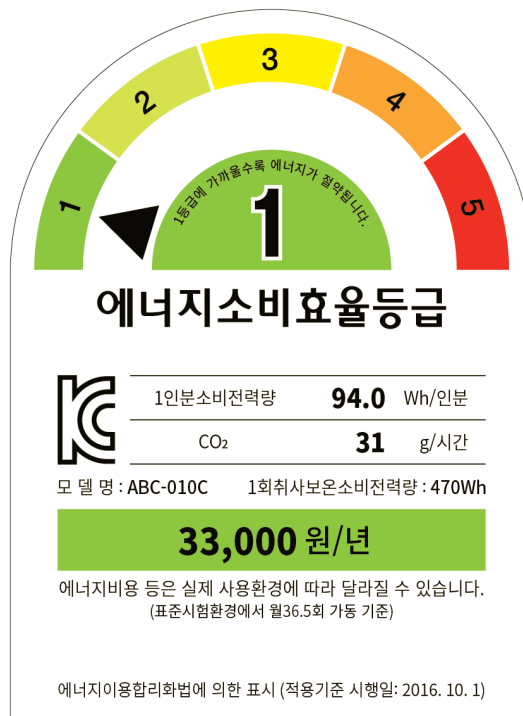 1 2 3 4 5
1등급에 가까울수록 에너지가 절약됩니다.
1
에너지소비효율등급
1인분소비전력량 94.0 Wh/인분
CO₂ 31 g/시간
모 델 명 : ABC-010C 1회취사보온소비전력량 : 470Wh
33,000 원/년
에너지비용 등은 실제 사용환경에 따라 달라질 수 있습니다.
(표준시험환경에서 월36.5회 가동 기준)
에너지이용합리화법에 의한 표시 (적용기준 시행일: 2016. 10. 1)